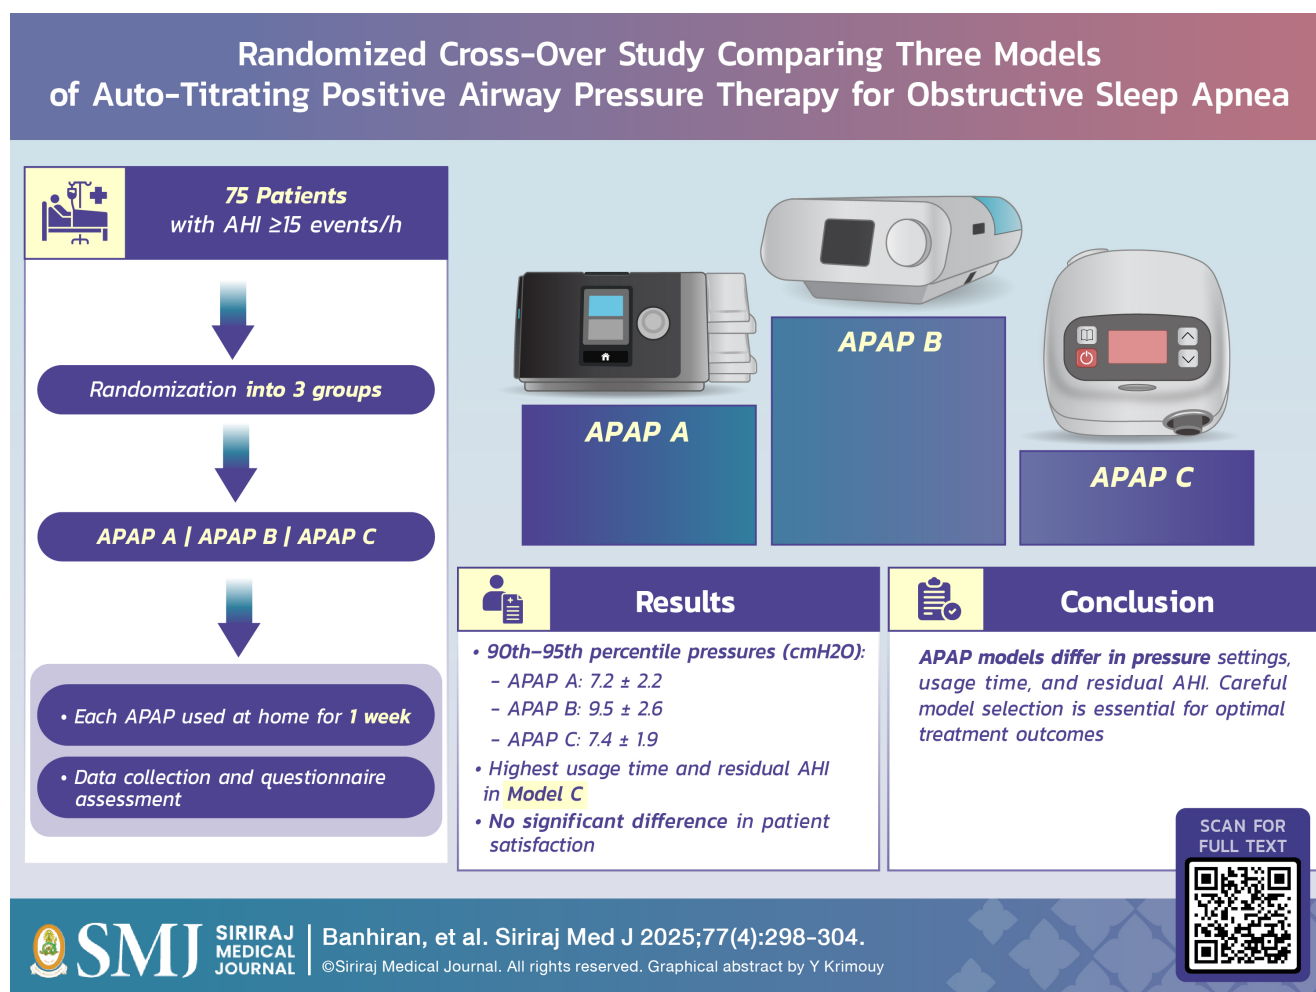 Randomized Cross-Over Study Comparing Three Models
of Auto-Titrating Positive Airway Pressure Therapy for Obstructive Sleep Apnea
75 Patients
with AHI ≥15 events/h
Randomization into 3 groups
APAP A | APAP B | APAP C
• Each APAP used at home for 1 week
• Data collection and questionnaire
assessment
APAP A
APAP B
APAP C
Results
• 90th–95th percentile pressures (cmH2O):
– APAP A: 7.2 ± 2.2
– APAP B: 9.5 ± 2.6
– APAP C: 7.4 ± 1.9
• Highest usage time and residual AHI
in Model C
• No significant difference in patient
satisfaction
Conclusion
APAP models differ in pressure settings,
usage time, and residual AHI. Careful
model selection is essential for optimal
treatment outcomes
SCAN FOR
FULL TEXT
SMJ
SIRIRAJ
MEDICAL
JOURNAL
Banhiran, et al. Siriraj Med J 2025;77(4):298-304.
©Siriraj Medical Journal. All rights reserved. Graphical abstract by Y Krimouy